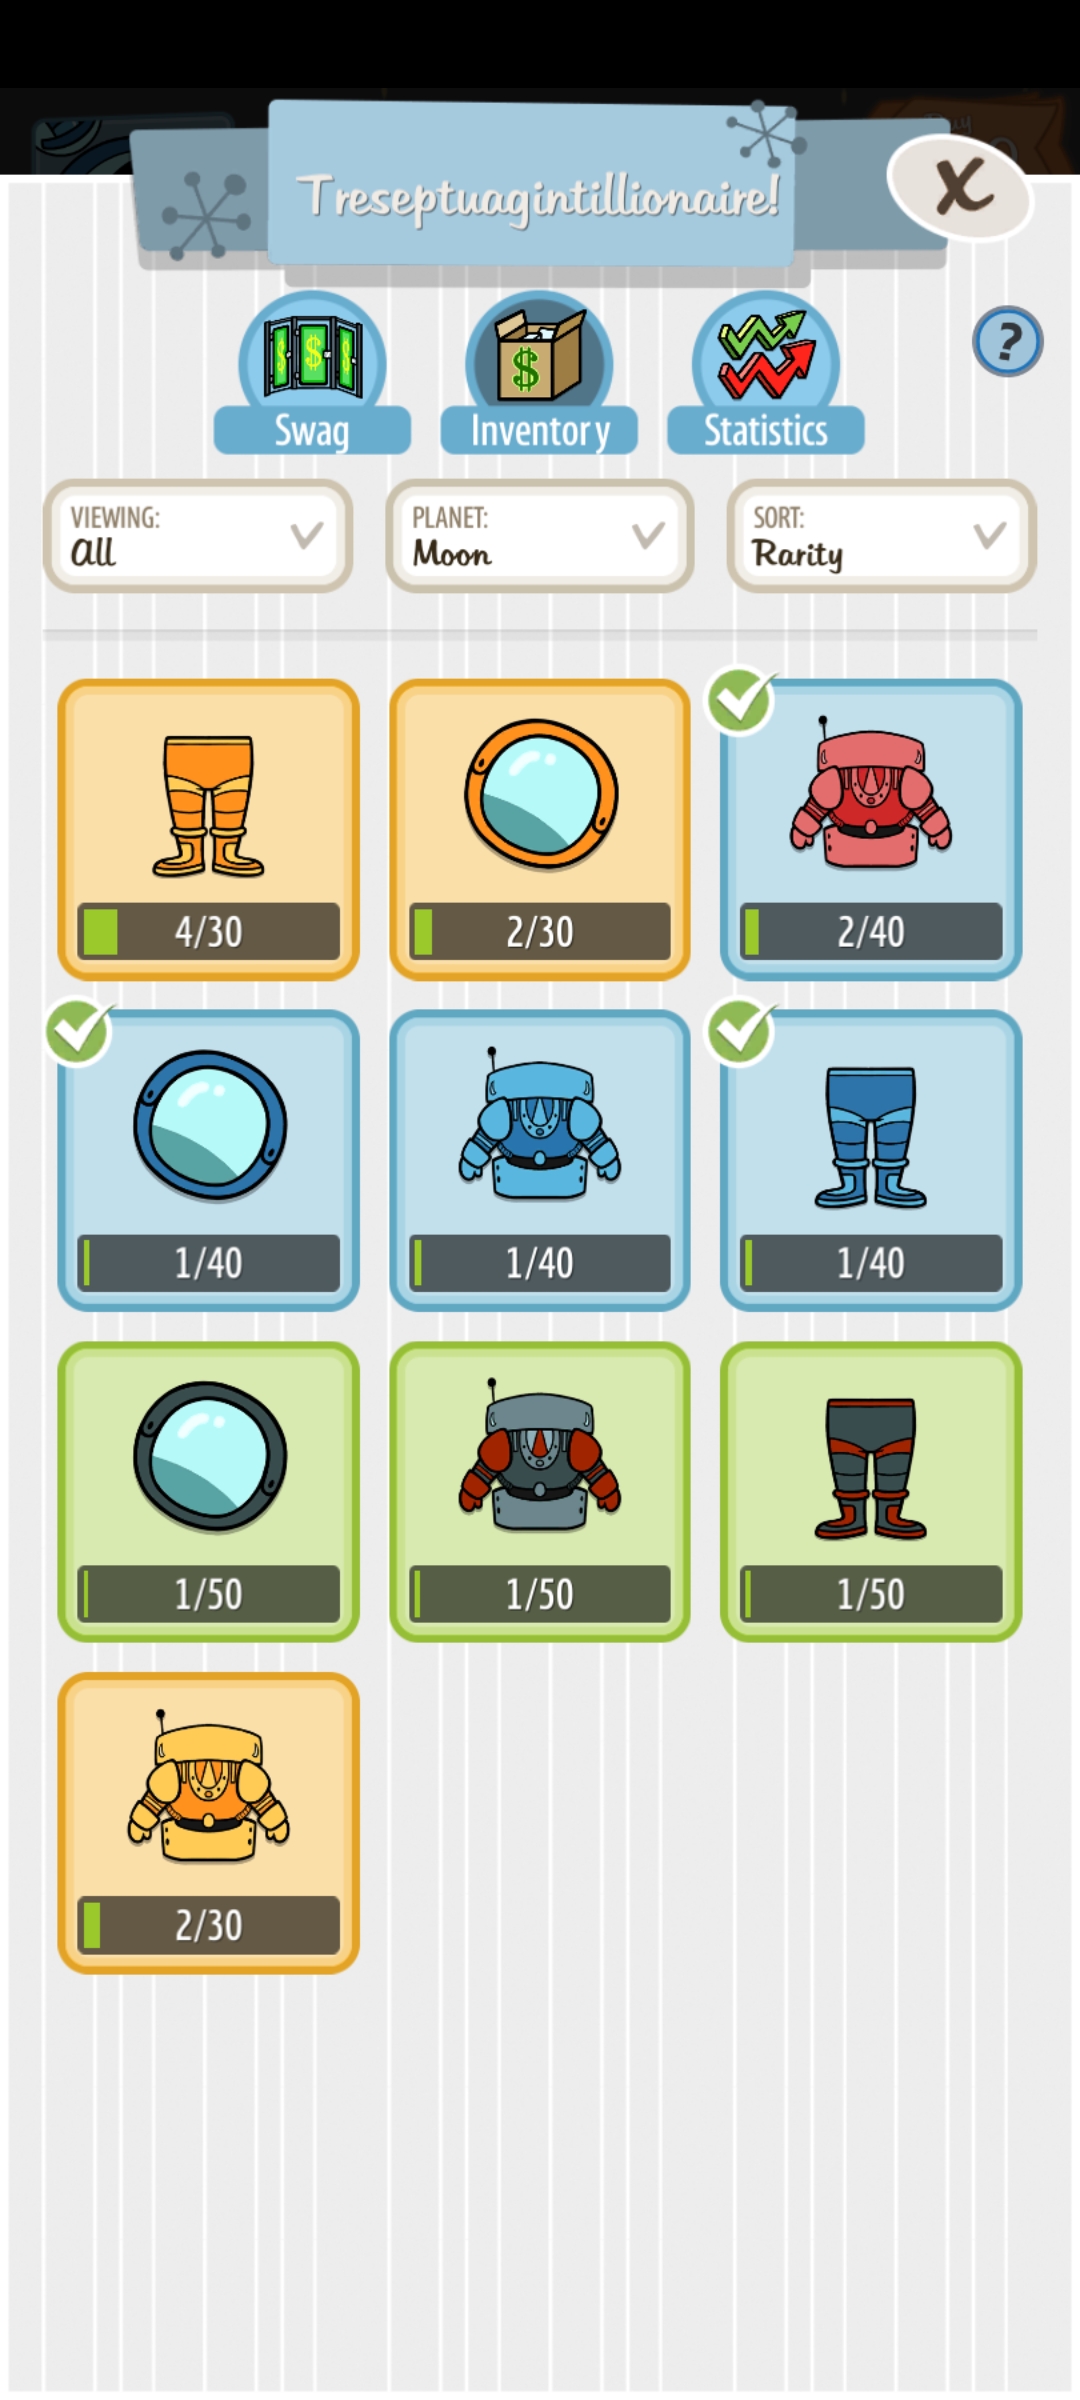 Treseptuagintillionaire!
X
?
Swag
Inventory
Statistics
VIEWING:
All
PLANET:
Moon
SORT:
Rarity
4/30
2/30
2/40
1/40
1/40
1/40
1/50
1/50
1/50
2/30